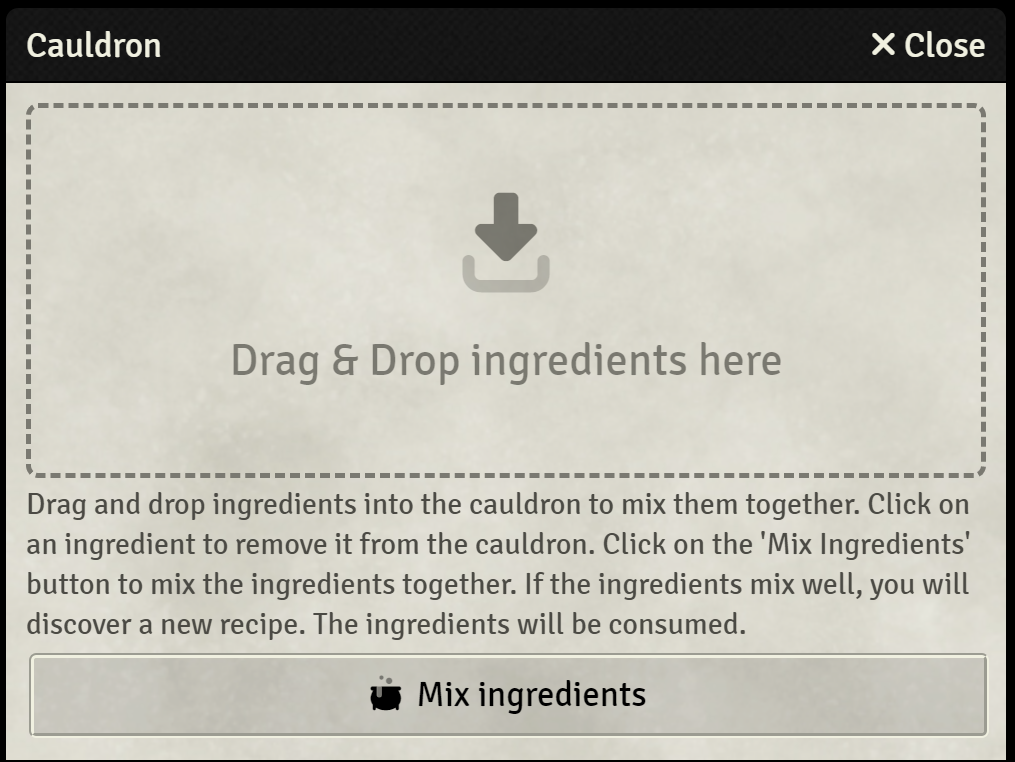 Cauldron
Close
Drag & Drop ingredients here
Drag and drop ingredients into the cauldron to mix them together. Click on
an ingredient to remove it from the cauldron. Click on the 'Mix Ingredients'
button to mix the ingredients together. If the ingredients mix well, you will
discover a new recipe. The ingredients will be consumed.
Mix ingredients